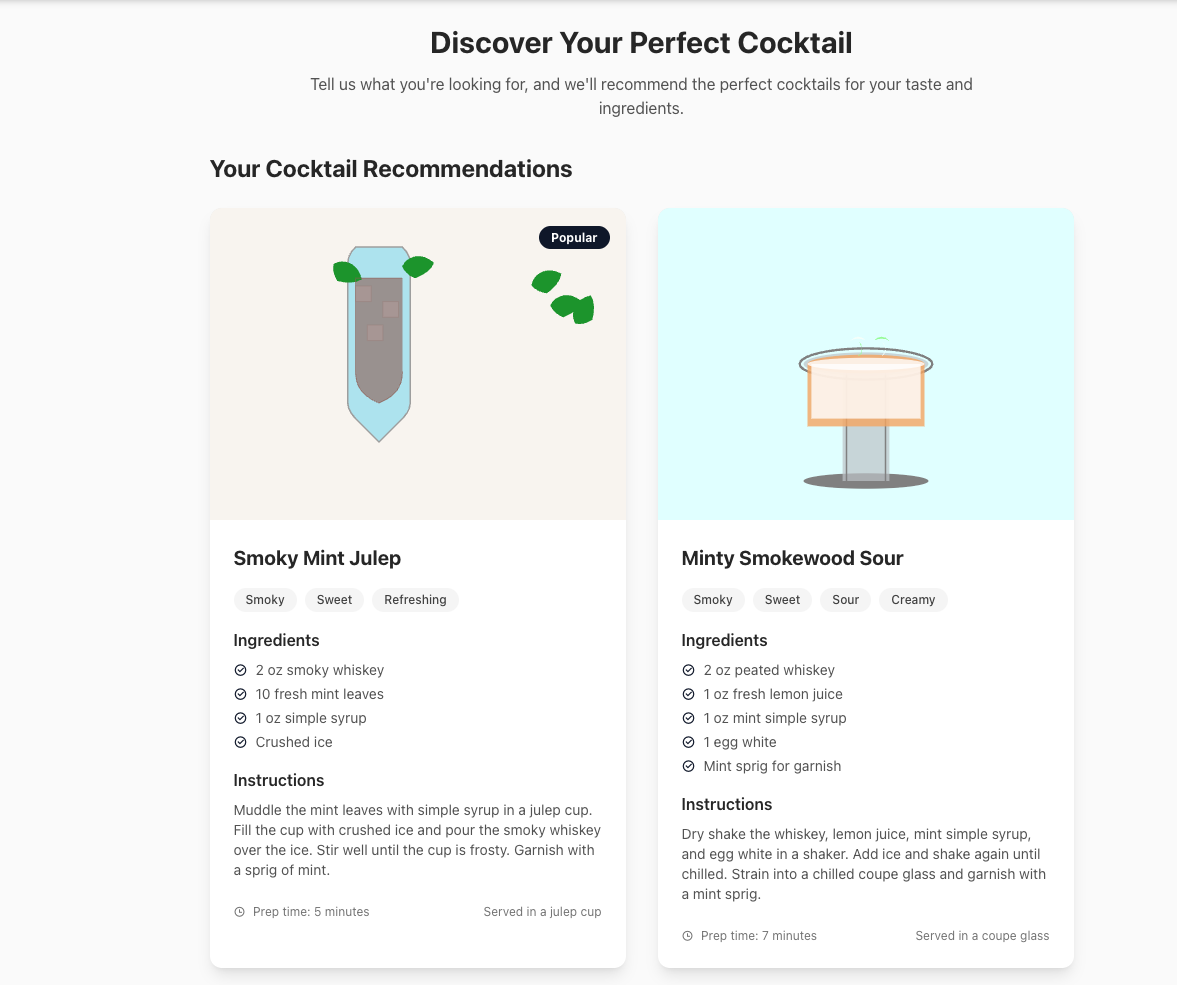 Discover Your Perfect Cocktail
Tell us what you're looking for, and we'll recommend the perfect cocktails for your taste and
ingredients.
Your Cocktail Recommendations
Popular
Smoky Mint Julep
Smoky Sweet Refreshing
Ingredients
2 oz smoky whiskey
10 fresh mint leaves
1 oz simple syrup
Crushed ice
Instructions
Muddle the mint leaves with simple syrup in a julep cup.
Fill the cup with crushed ice and pour the smoky whiskey
over the ice. Stir well until the cup is frosty. Garnish with
a sprig of mint.
Prep time: 5 minutes Served in a julep cup
Minty Smokewood Sour
Smoky Sweet Sour Creamy
Ingredients
2 oz peated whiskey
1 oz fresh lemon juice
1 oz mint simple syrup
1 egg white
Mint sprig for garnish
Instructions
Dry shake the whiskey, lemon juice, mint simple syrup,
and egg white in a shaker. Add ice and shake again until
chilled. Strain into a chilled coupe glass and garnish with
a mint sprig.
Prep time: 7 minutes Served in a coupe glass